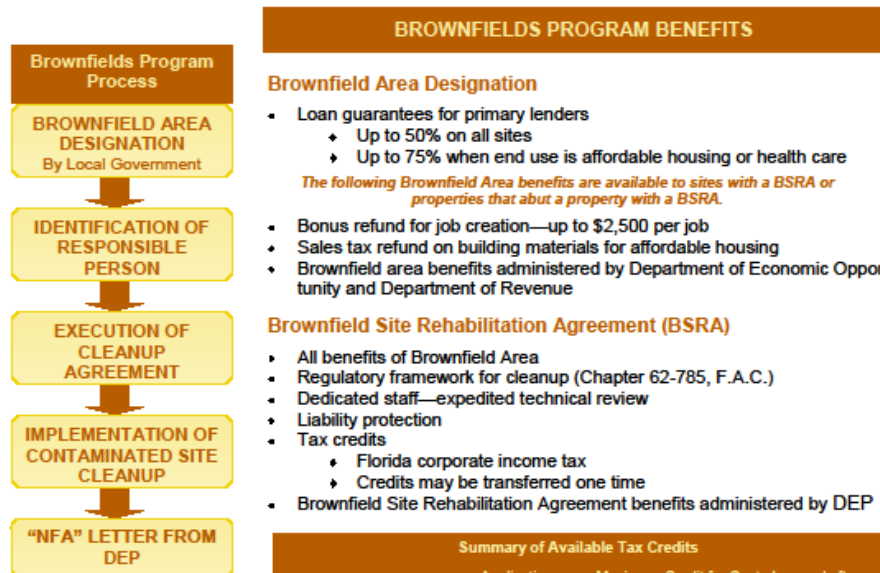 Brownfields Program
Process
BROWNFIELD AREA
DESIGNATION
By Local Government
IDENTIFICATION OF
RESPONSIBLE
PERSON
EXECUTION OF
CLEANUP
AGREEMENT
IMPLEMENTATION OF
CONTAMINATED SITE
CLEANUP
“NFA” LETTER FROM
DEP
BROWNFIELDS PROGRAM BENEFITS
Brownfield Area Designation
• Loan guarantees for primary lenders
♦ Up to 50% on all sites
♦ Up to 75% when end use is affordable housing or health care
The following Brownfield Area benefits are available to sites with a BSRA or
properties that abut a property with a BSRA.
• Bonus refund for job creation—up to $2,500 per job
• Sales tax refund on building materials for affordable housing
• Brownfield area benefits administered by Department of Economic Oppor
tunity and Department of Revenue
Brownfield Site Rehabilitation Agreement (BSRA)
• All benefits of Brownfield Area
• Regulatory framework for cleanup (Chapter 62-785, F.A.C.)
• Dedicated staff—expedited technical review
• Liability protection
• Tax credits
♦ Florida corporate income tax
♦ Credits may be transferred one time
• Brownfield Site Rehabilitation Agreement benefits administered by DEP
Summary of Available Tax Credits